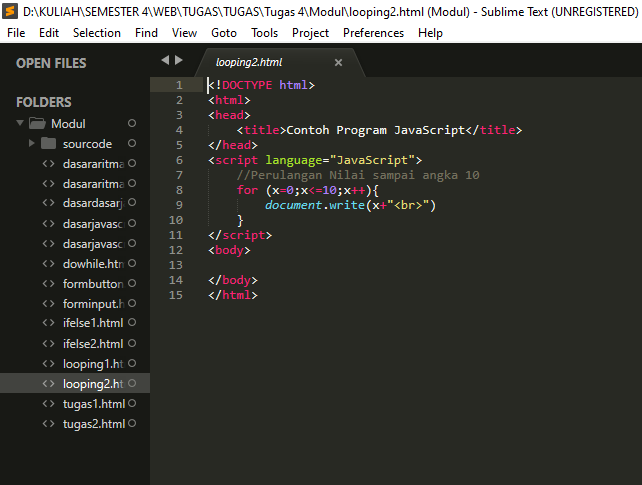 D:\KULIAH\SEMESTER 4\WEB\TUGAS\TUGAS\Tugas 4\Modul\looping2.html (Modul) - Sublime Text (UNREGISTERED)
File Edit Selection Find View Goto Tools Project Preferences Help
OPEN FILES
FOLDERS
Modul
sourcode
dasararitma
dasararitma
dasardasarj
dasarjavasc
dasarjavasc
dowhile.htm
formbutton
forminput.h
ifelse1.html
ifelse2.html
looping1.ht
looping2.ht
tugas1.html
tugas2.html
looping2.html
1 <!DOCTYPE html>
2 <html>
3 <head>
4 <title>Contoh Program JavaScript</title>
5 </head>
6 <script language="JavaScript">
7 //Perulangan Nilai sampai angka 10
8 for (x=0;x<=10;x++){
9 document.write(x+"<br>")
10 }
11 </script>
12 <body>
13
14 </body>
15 </html>